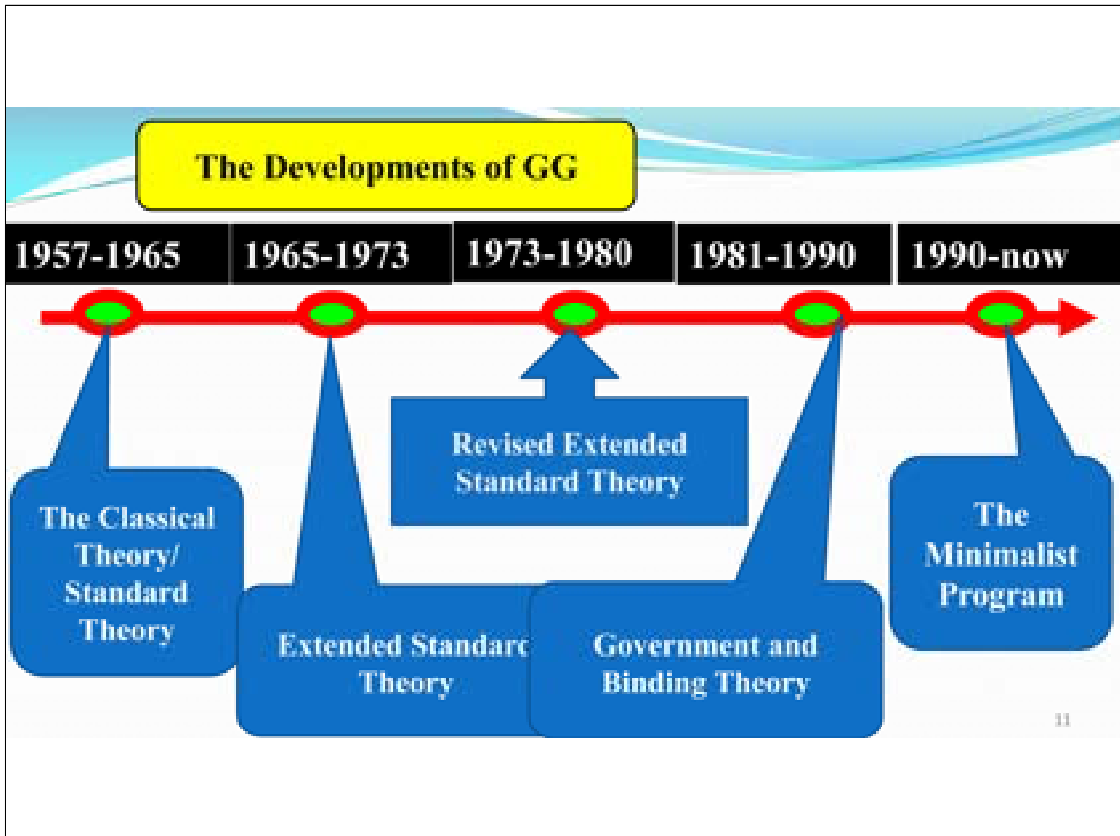 The Developments of GG
1957-1965
1965-1973
1973-1980
1981-1990
1990-now
Revised Extended
Standard Theory
The Classical
Theory/
Standard
Theory
The
Minimalist
Program
Extended Standard
Theory
Government and
Binding Theory
11